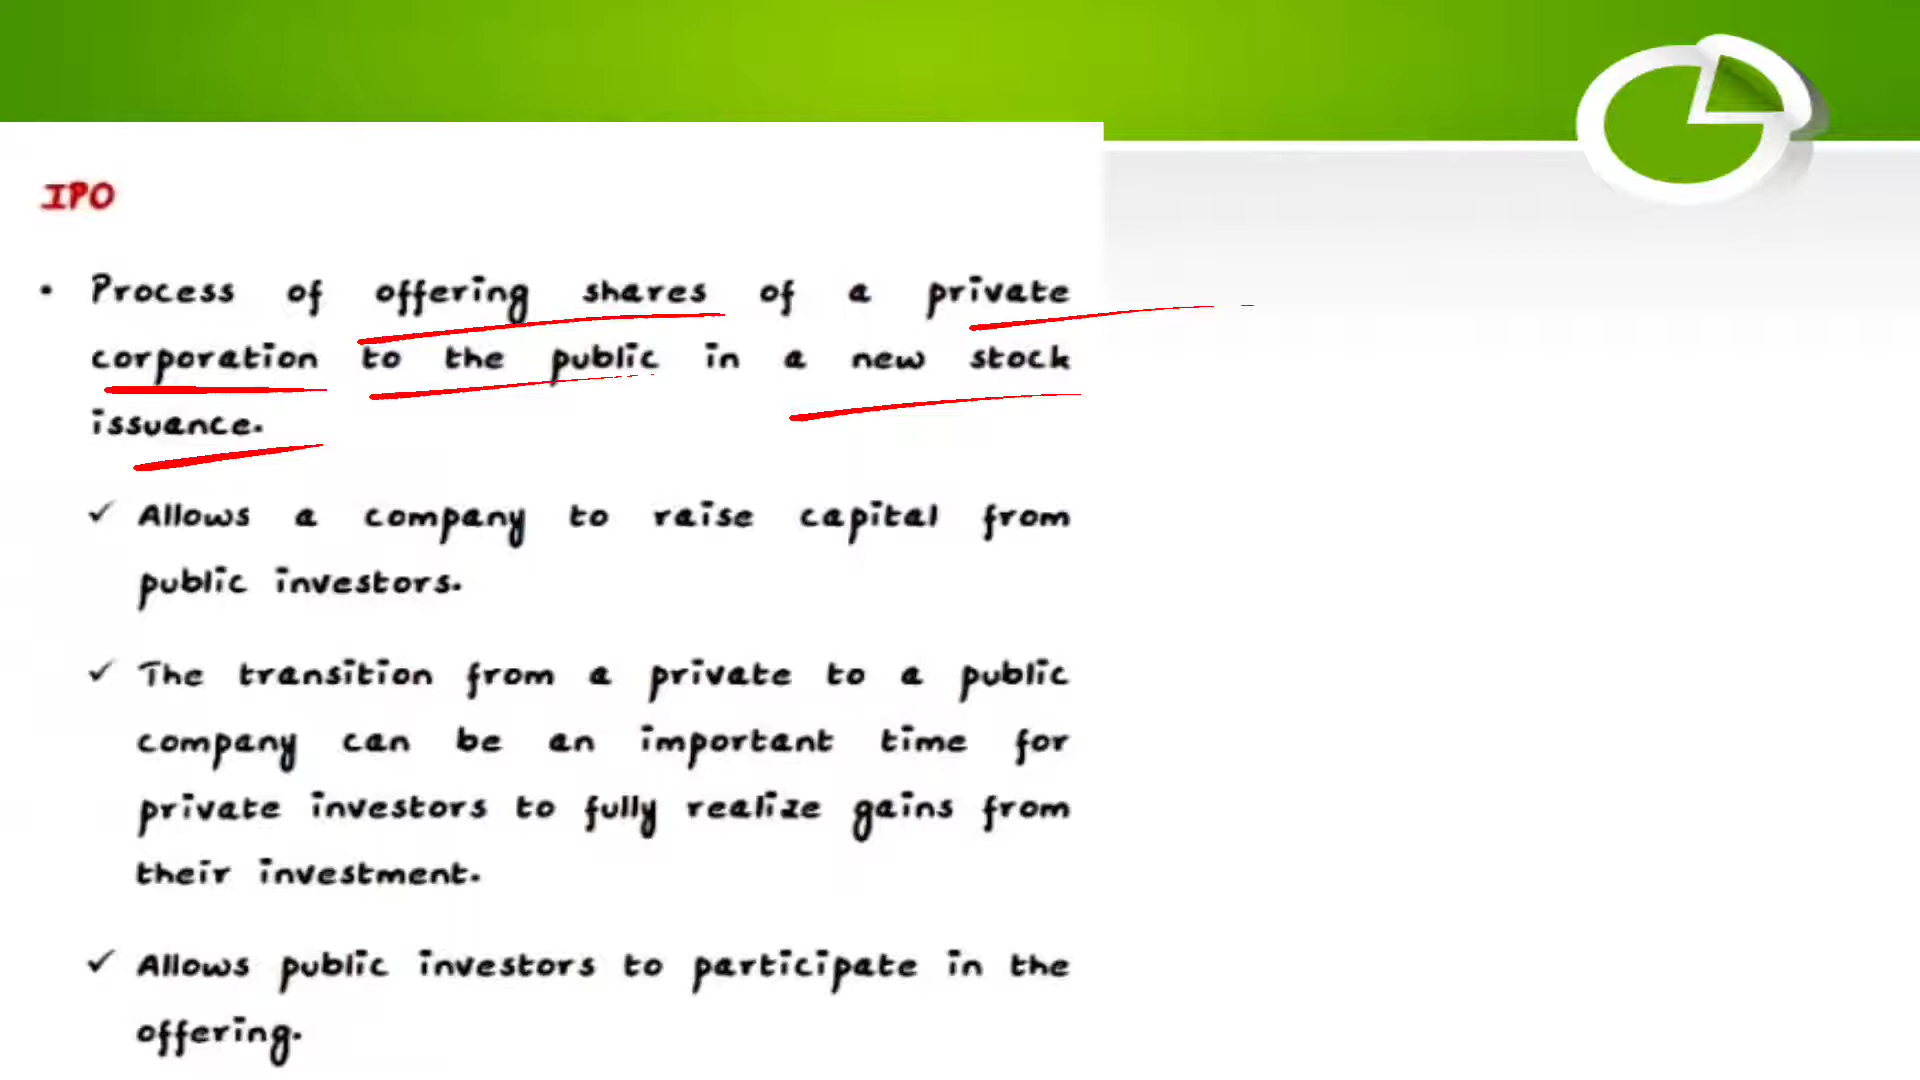 IPO
• Process of offering shares of a private
corporation to the public in a new stock
issuance.
✓ Allows a company to raise capital from
public investors.
✓ The transition from a private to a public
company can be an important time for
private investors to fully realize gains from
their investment.
✓ Allows public investors to participate in the
offering.